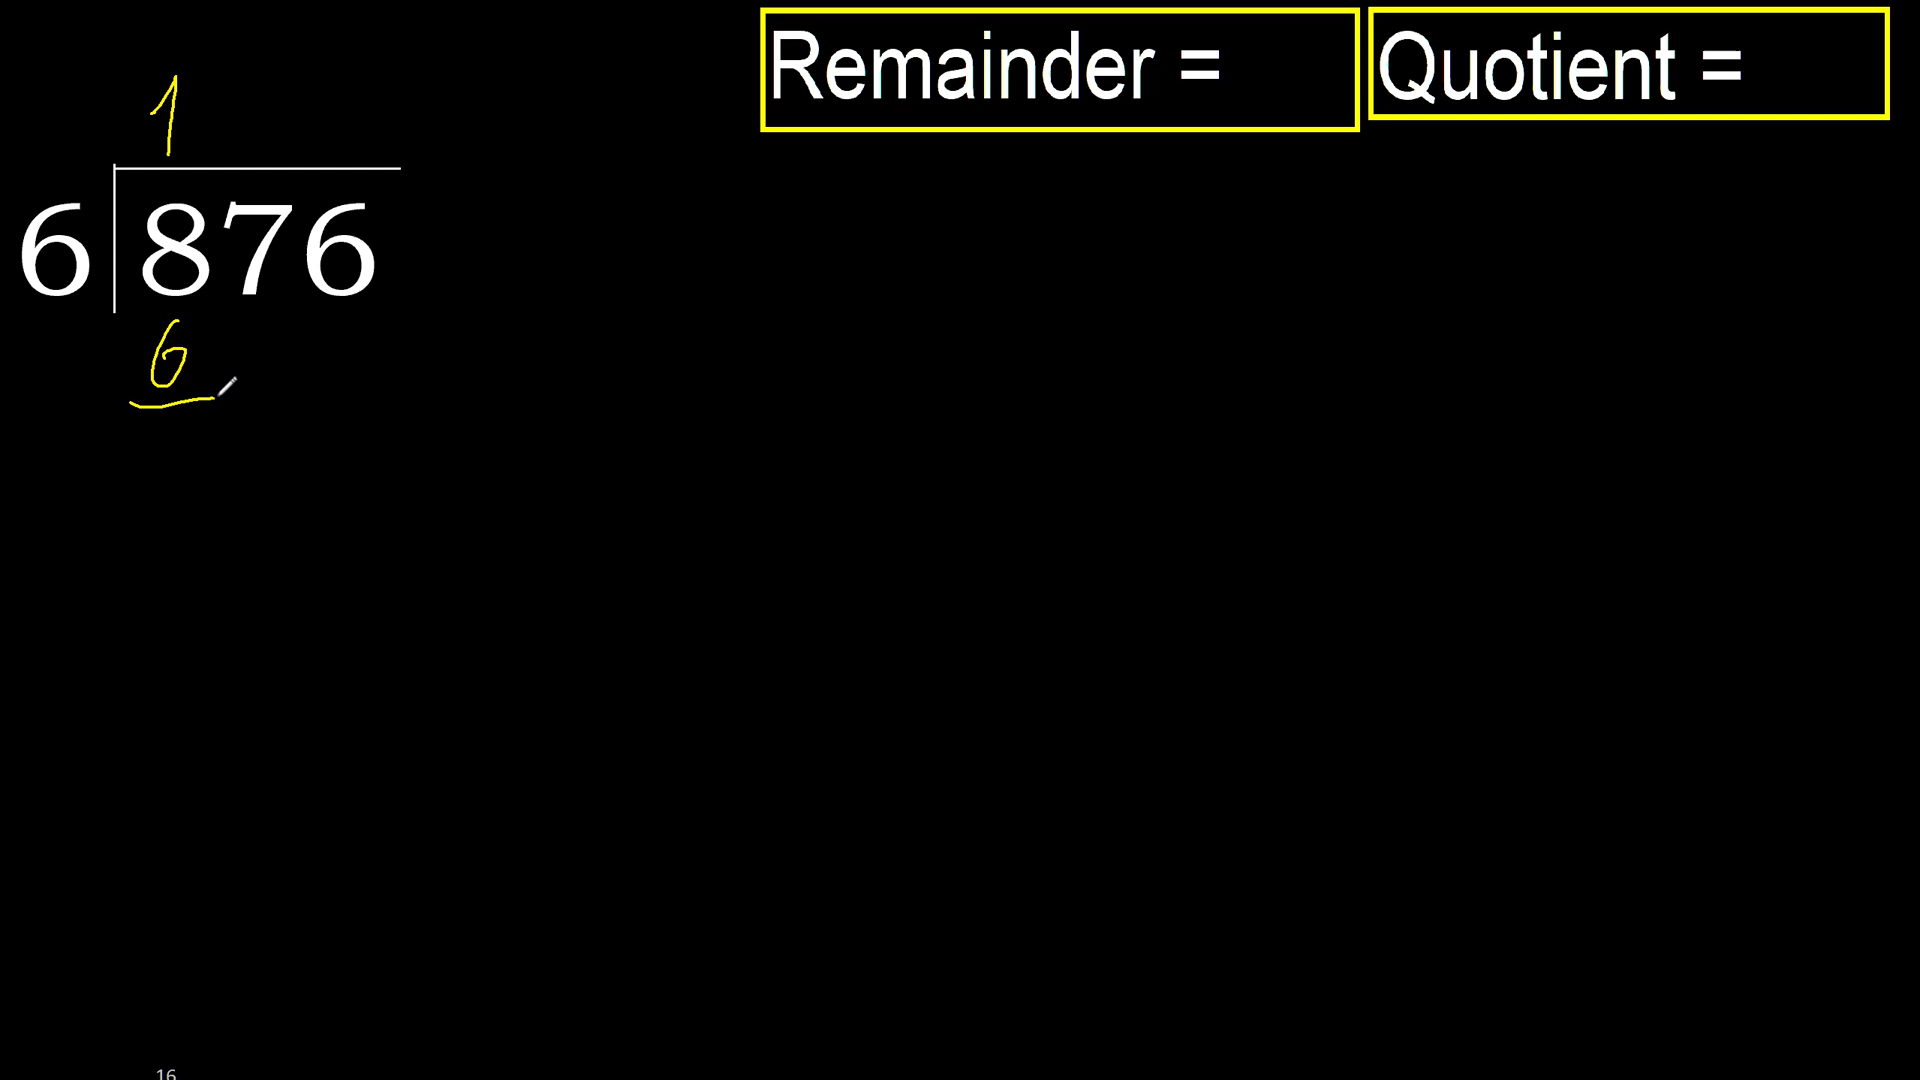 Remainder = Quotient =
1
6 876
6
16